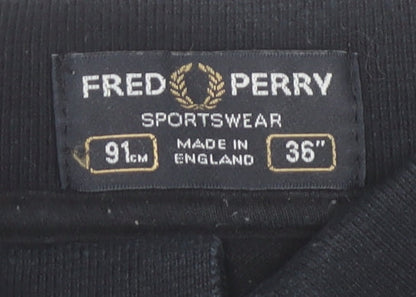 FRED PERRY
SPORTSWEAR
91CM MADE IN ENGLAND 36"